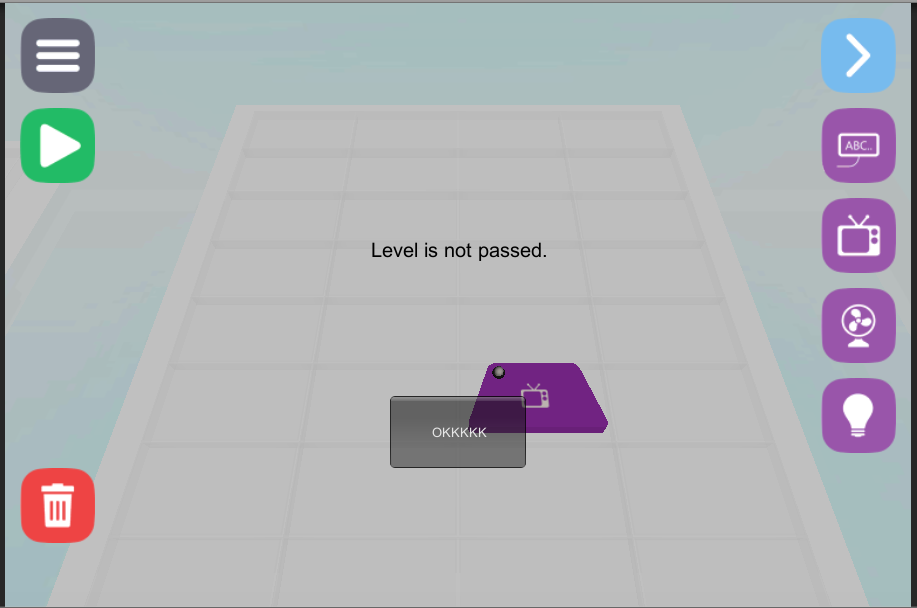 ABC..
Level is not passed.
OKKKKK